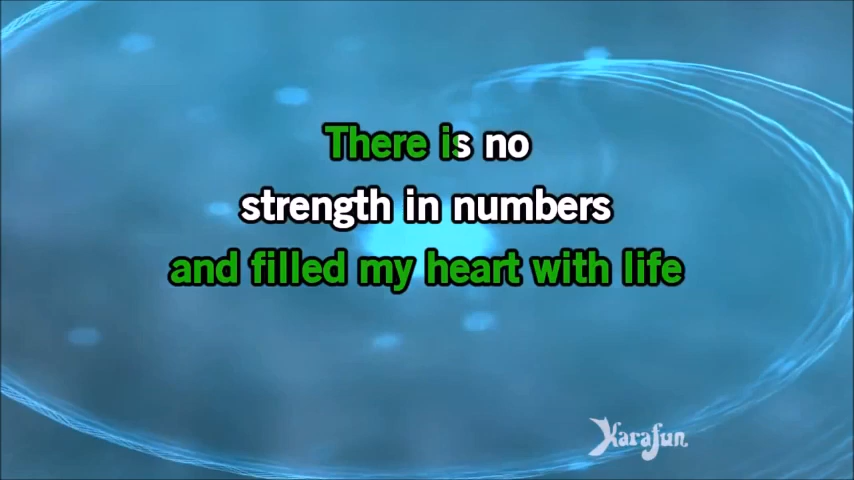 There is no
strength in numbers
and filled my heart with life
Karafun